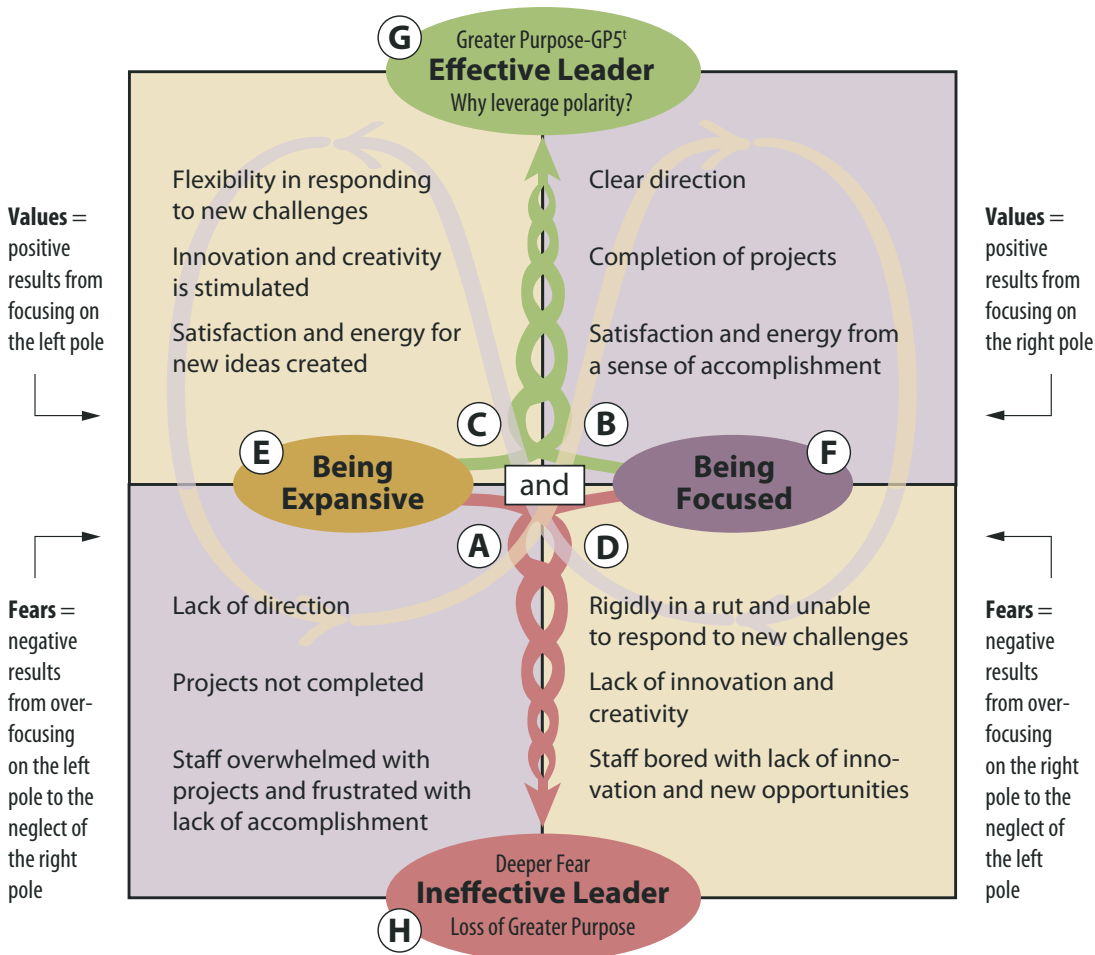 G
Greater Purpose-GP5ᵗ
Effective Leader
Why leverage polarity?
Values =
positive
results from
focusing on
the left pole
Flexibility in responding
to new challenges
Innovation and creativity
is stimulated
Satisfaction and energy for
new ideas created
Clear direction
Completion of projects
Satisfaction and energy from
a sense of accomplishment
Values =
positive
results from
focusing on
the right pole
C
B
E
Being
Expansive
and
Being
Focused
F
A
D
Fears =
negative
results
from over-
focusing
on the left
pole to the
neglect of
the right
pole
Lack of direction
Projects not completed
Staff overwhelmed with
projects and frustrated with
lack of accomplishment
Rigidly in a rut and unable
to respond to new challenges
Lack of innovation and
creativity
Staff bored with lack of inno-
vation and new opportunities
Fears =
negative
results
from over-
focusing
on the right
pole to the
neglect of
the left
pole
Deeper Fear
Ineffective Leader
Loss of Greater Purpose
H